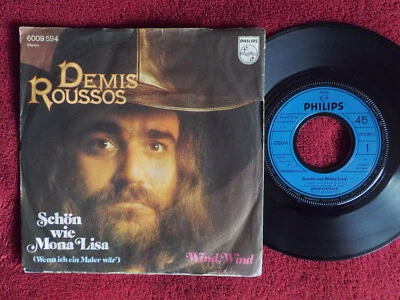 6009 594
Stereo
PHILIPS
DEMIS
ROUSSOS
Schön
wie
Mona Lisa
(Wenn ich ein Maler wär')
Wind, Wind
PHILIPS
45
GEMA
1
Schön wie Mona Lisa